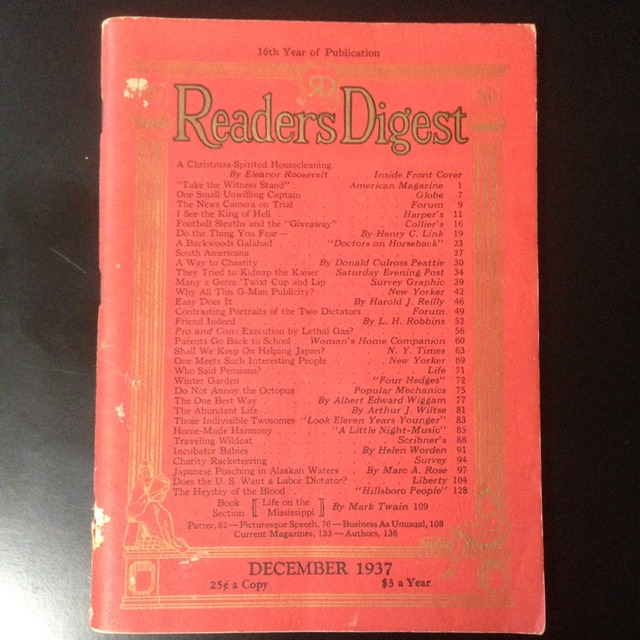 16th Year of Publication
RD
Readers Digest
A Christmas-Spirited Housecleaning
By Eleanor Roosevelt . Inside Front Cover
"Take the Witness Stand" American Magazine 1
One Small Unwilling Captain . Globe 7
The News Camera on Trial . Forum 9
I See the King of Hell . Harper's 11
Football Sleuths and the "Giveaway" . Collier's 16
Do the Thing You Fear— . By Henry C. Link 19
A Backwoods Galahad . "Doctors on Horseback" 23
South Americana . 27
A Way to Chastity . By Donald Culross Peattie 30
They Tried to Kidnap the Kaiser Saturday Evening Post 34
Many a Germ 'Twixt Cup and Lip . Survey Graphic 39
Why All This G-Man Publicity? . New Yorker 42
Easy Does It . By Harold J. Reilly 46
Contrasting Portraits of the Two Dictators . Forum 49
Friend Indeed . By L. H. Robbins 52
Pro and Con: Execution by Lethal Gas? . 56
Parents Go Back to School . Woman's Home Companion 60
Shall We Keep On Helping Japan? . N. Y. Times 63
One Meets Such Interesting People . New Yorker 69
Who Said Pensions? . Life 71
Winter Garden . "Four Hedges" 72
Do Not Annoy the Octopus . Popular Mechanics 75
The One Best Way . By Albert Edward Wiggam 77
The Abundant Life . By Arthur J. Wiltse 81
Those Indivisible Twosomes "Look Eleven Years Younger" 83
Home-Made Harmony . "A Little Night-Music" 85
Traveling Wildcat . Scribner's 88
Incubator Babies . By Helen Worden 91
Charity Racketeering . Survey 94
Japanese Poaching in Alaskan Waters . By Marc A. Rose 97
Does the U. S. Want a Labor Dictator? . Liberty 104
The Heyday of the Blood . "Hillsboro People" 128
Book Section [Life on the Mississippi] By Mark Twain 109
Patter, 62—Picturesque Speech, 76—Business As Unusual, 108
Current Magazines, 133—Authors, 136
DECEMBER 1937
25¢ a Copy $3 a Year